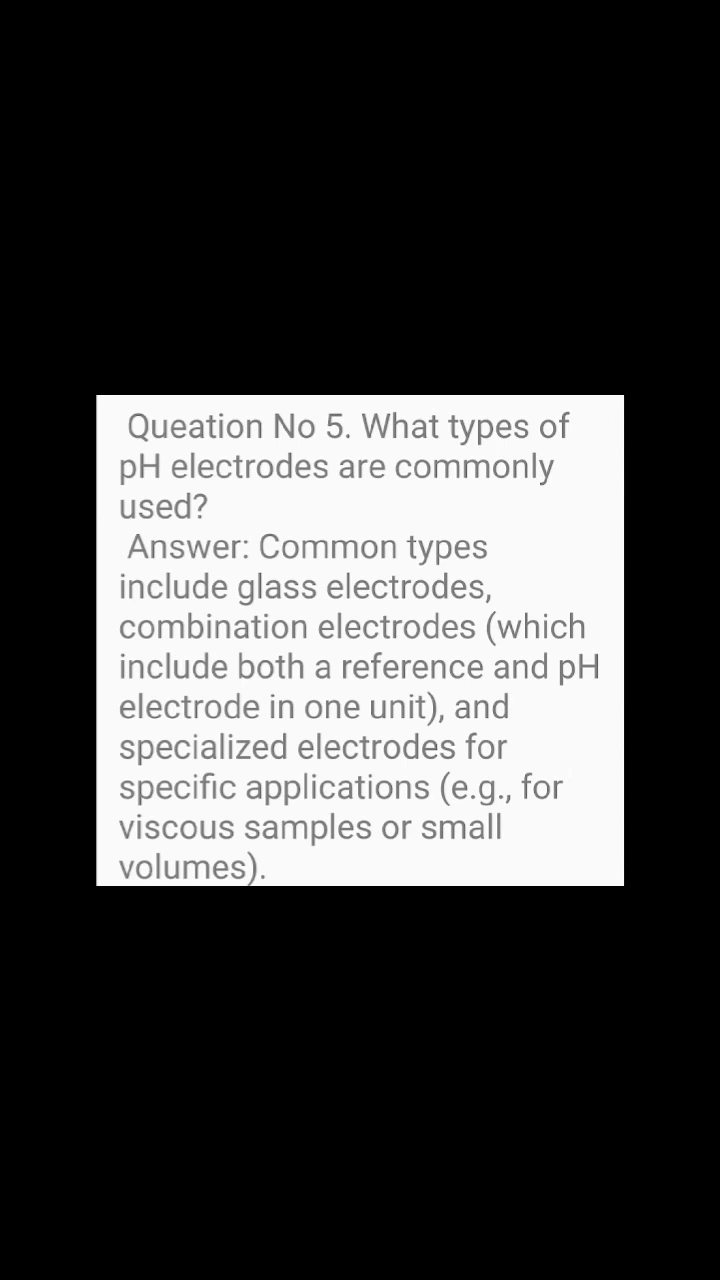 Queation No 5. What types of
pH electrodes are commonly
used?
Answer: Common types
include glass electrodes,
combination electrodes (which
include both a reference and pH
electrode in one unit), and
specialized electrodes for
specific applications (e.g., for
viscous samples or small
volumes).